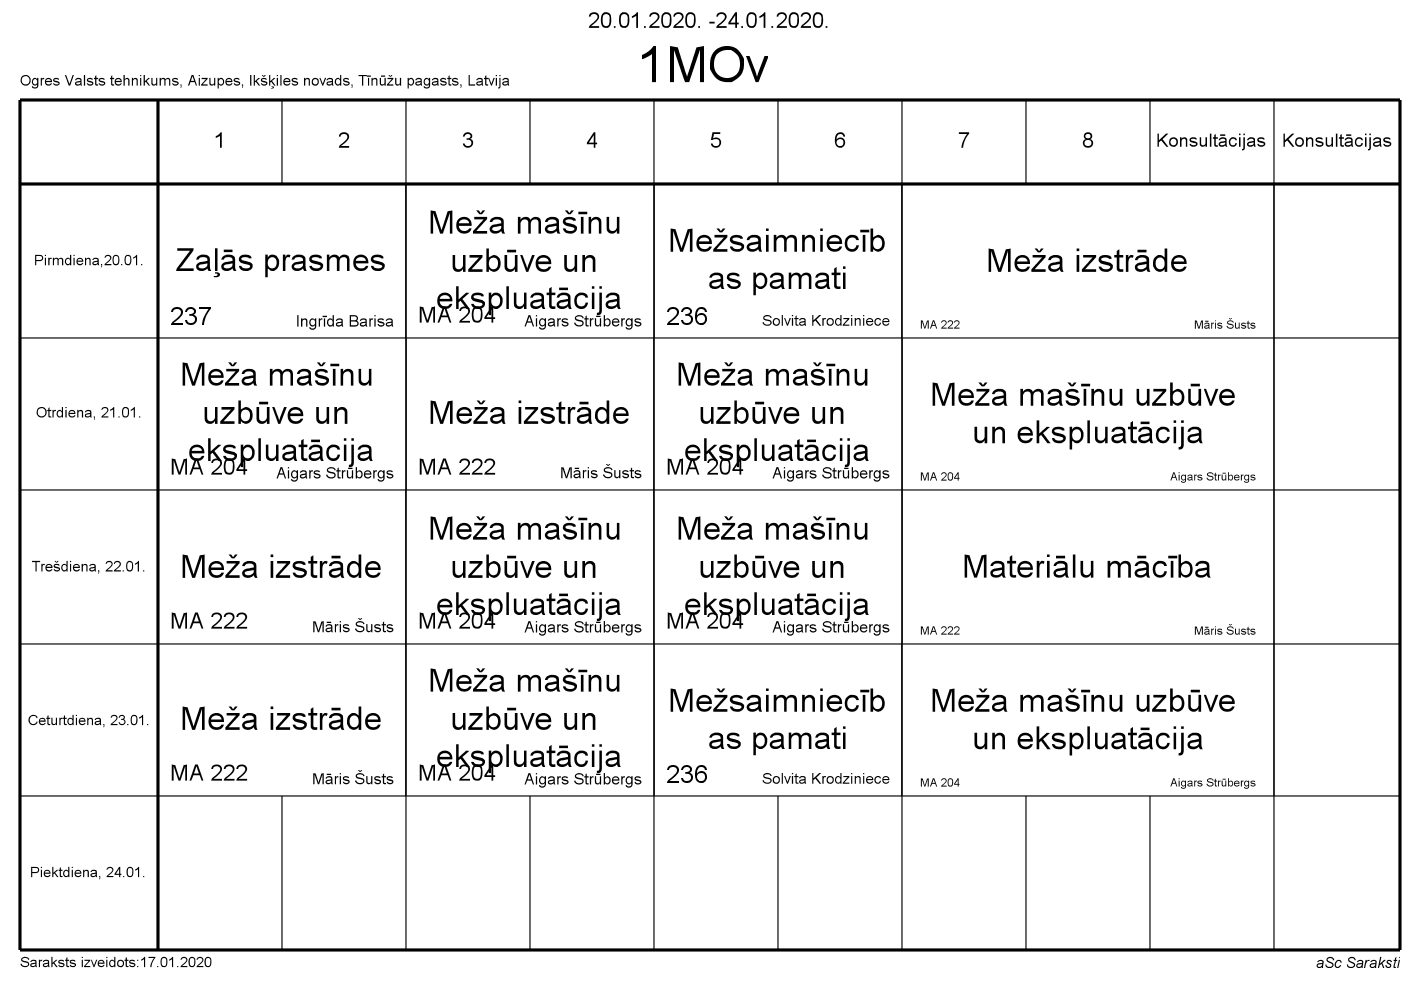 20.01.2020. -24.01.2020.
1MOv
Ogres Valsts tehnikums, Aizupes, Ikšķiles novads, Tīnūžu pagasts, Latvija
1 2 3 4 5 6 7 8 Konsultācijas Konsultācijas
Pirmdiena,20.01.
Zaļās prasmes
237 Ingrīda Barisa
Meža mašīnu
uzbūve un
ekspluatācija
MA 204 Aigars Strūbergs
Mežsaimniecīb
as pamati
236 Solvita Krodziniece
Meža izstrāde
MA 222 Māris Šusts
Otrdiena, 21.01.
Meža mašīnu
uzbūve un
ekspluatācija
MA 204 Aigars Strūbergs
Meža izstrāde
MA 222 Māris Šusts
Meža mašīnu
uzbūve un
ekspluatācija
MA 204 Aigars Strūbergs
Meža mašīnu uzbūve
un ekspluatācija
MA 204 Aigars Strūbergs
Trešdiena, 22.01.
Meža izstrāde
MA 222 Māris Šusts
Meža mašīnu
uzbūve un
ekspluatācija
MA 204 Aigars Strūbergs
Meža mašīnu
uzbūve un
ekspluatācija
MA 204 Aigars Strūbergs
Materiālu mācība
MA 222 Māris Šusts
Ceturtdiena, 23.01.
Meža izstrāde
MA 222 Māris Šusts
Meža mašīnu
uzbūve un
ekspluatācija
MA 204 Aigars Strūbergs
Mežsaimniecīb
as pamati
236 Solvita Krodziniece
Meža mašīnu uzbūve
un ekspluatācija
MA 204 Aigars Strūbergs
Piektdiena, 24.01.
Saraksts izveidots:17.01.2020
aSc Saraksti